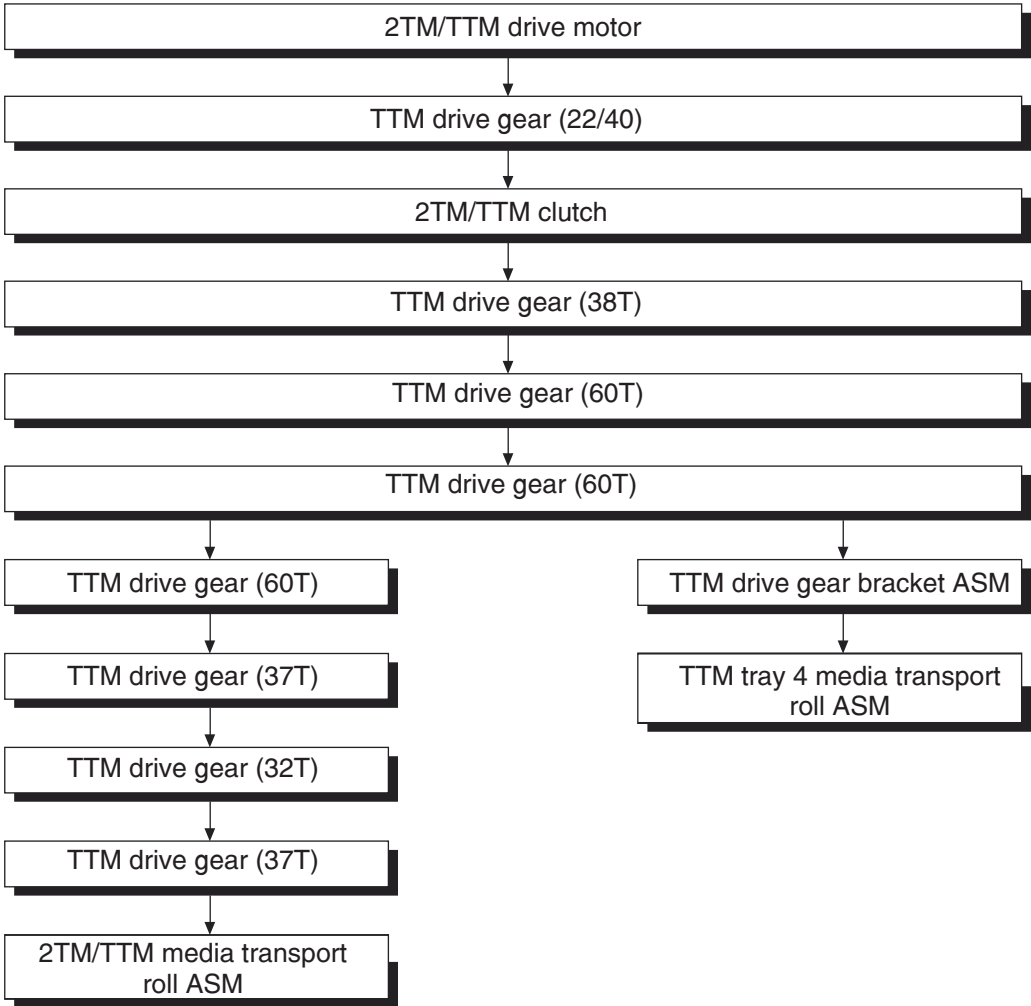 2TM/TTM drive motor
TTM drive gear (22/40)
2TM/TTM clutch
TTM drive gear (38T)
TTM drive gear (60T)
TTM drive gear (60T)
TTM drive gear (60T)
TTM drive gear (37T)
TTM drive gear (32T)
TTM drive gear (37T)
2TM/TTM media transport
roll ASM
TTM drive gear bracket ASM
TTM tray 4 media transport
roll ASM